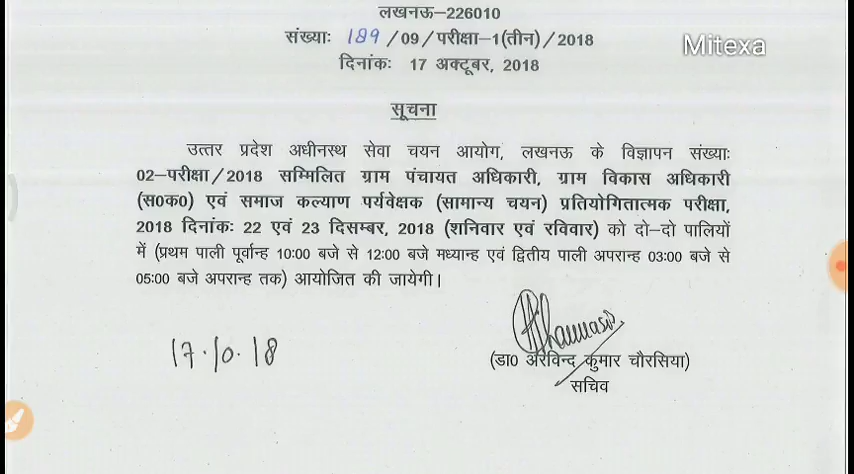 लखनऊ-226010
संख्याः 189/09/परीक्षा-1(तीन)/2018
Mitexa
दिनांकः 17 अक्टूबर, 2018
सूचना
उत्तर प्रदेश अधीनस्थ सेवा चयन आयोग, लखनऊ के विज्ञापन संख्याः
02-परीक्षा/2018 सम्मिलित ग्राम पंचायत अधिकारी, ग्राम विकास अधिकारी
(स0क0) एवं समाज कल्याण पर्यवेक्षक (सामान्य चयन) प्रतियोगितात्मक परीक्षा,
2018 दिनांकः 22 एवं 23 दिसम्बर, 2018 (शनिवार एवं रविवार) को दो-दो पालियों
में (प्रथम पाली पूर्वान्ह 10:00 बजे से 12:00 बजे मध्यान्ह एवं द्वितीय पाली अपरान्ह 03:00 बजे से
05:00 बजे अपरान्ह तक) आयोजित की जायेगी।
17.10.18
(डा0 अरविन्द कुमार चौरसिया)
सचिव